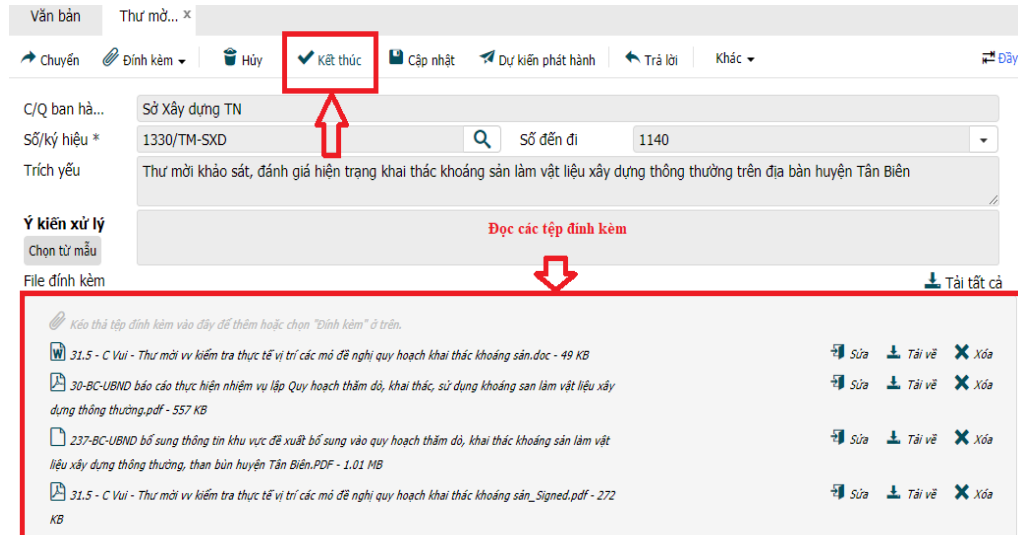 Văn bản Thư mờ... x
Chuyển Đính kèm Hủy Kết thúc Cập nhật Dự kiến phát hành Trả lời Khác Đầy
C/Q ban hà... Sở Xây dựng TN
Số/ký hiệu * 1330/TM-SXD Số đến đi 1140
Trích yếu Thư mời khảo sát, đánh giá hiện trạng khai thác khoáng sản làm vật liệu xây dựng thông thường trên địa bàn huyện Tân Biên
Ý kiến xử lý
Đọc các tệp đính kèm
Chọn từ mẫu
File đính kèm Tải tất cả
Kéo thả tệp đính kèm vào đây để thêm hoặc chọn "Đính kèm" ở trên.
31.5 - C Vui - Thư mời vv kiểm tra thực tế vị trí các mỏ đề nghị quy hoạch khai thác khoáng sản.doc - 49 KB Sửa Tải về Xóa
30-BC-UBND báo cáo thực hiện nhiệm vụ lập Quy hoạch thăm dò, khai thác, sử dụng khoáng san làm vật liệu xây Sửa Tải về Xóa
dựng thông thường.pdf - 557 KB
237-BC-UBND bổ sung thông tin khu vực đề xuất bổ sung vào quy hoạch thăm dò, khai thác khoáng sản làm vật Sửa Tải về Xóa
liệu xây dựng thông thường, than bùn huyện Tân Biên.PDF - 1.01 MB
31.5 - C Vui - Thư mời vv kiểm tra thực tế vị trí các mỏ đề nghị quy hoạch khai thác khoáng sản_Signed.pdf - 272 Sửa Tải về Xóa
KB